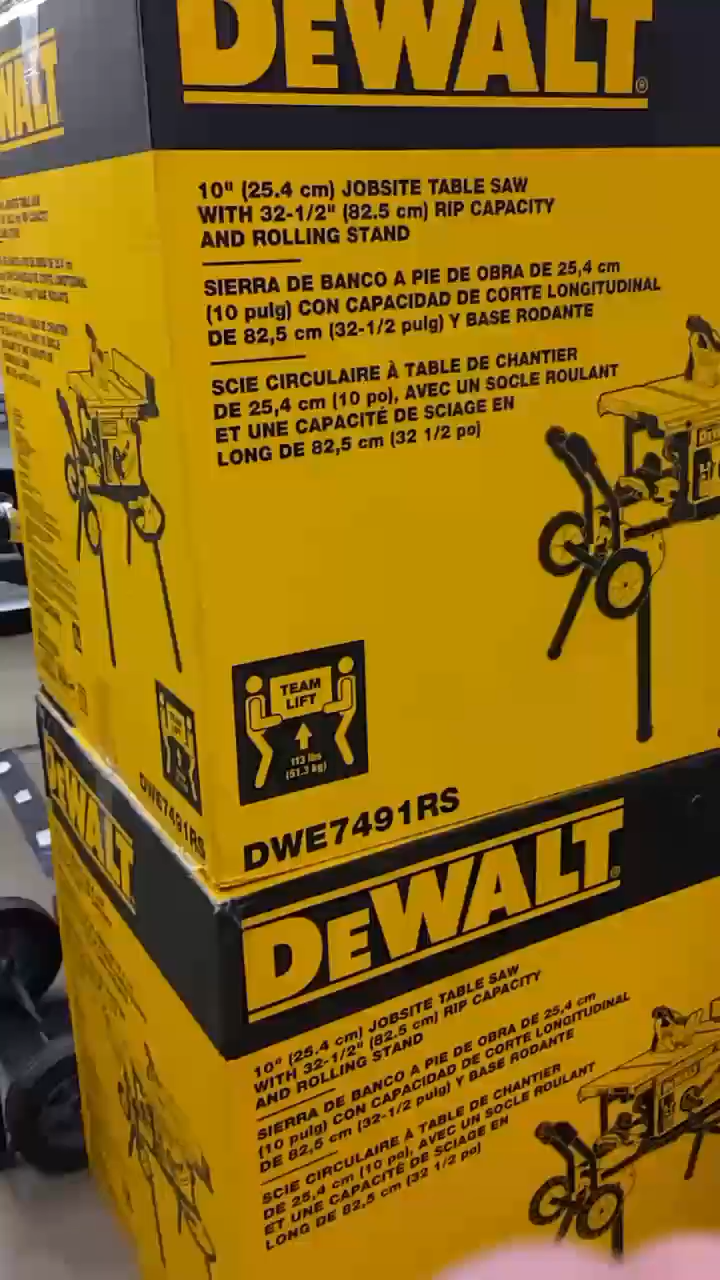 DEWALT®
WALT
10" (25.4 cm) JOBSITE TABLE SAW
WITH 32-1/2" (82.5 cm) RIP CAPACITY
AND ROLLING STAND
SIERRA DE BANCO A PIE DE OBRA DE 25,4 cm
(10 pulg) CON CAPACIDAD DE CORTE LONGITUDINAL
DE 82,5 cm (32-1/2 pulg) Y BASE RODANTE
SCIE CIRCULAIRE À TABLE DE CHANTIER
DE 25,4 cm (10 po), AVEC UN SOCLE ROULANT
ET UNE CAPACITÉ DE SCIAGE EN
LONG DE 82,5 cm (32 1/2 po)
TEAM
LIFT
113 lbs
(51.3 kg)
TEAM
LIFT
DWE7491RS
DWE7491RS
DEWALT
DEWALT®
10" (25.4 cm) JOBSITE TABLE SAW
WITH 32-1/2" (82.5 cm) RIP CAPACITY
AND ROLLING STAND
SIERRA DE BANCO A PIE DE OBRA DE 25,4 cm
(10 pulg) CON CAPACIDAD DE CORTE LONGITUDINAL
DE 82,5 cm (32-1/2 pulg) Y BASE RODANTE
SCIE CIRCULAIRE À TABLE DE CHANTIER
DE 25,4 cm (10 po), AVEC UN SOCLE ROULANT
ET UNE CAPACITÉ DE SCIAGE EN
LONG DE 82,5 cm (32 1/2 po)